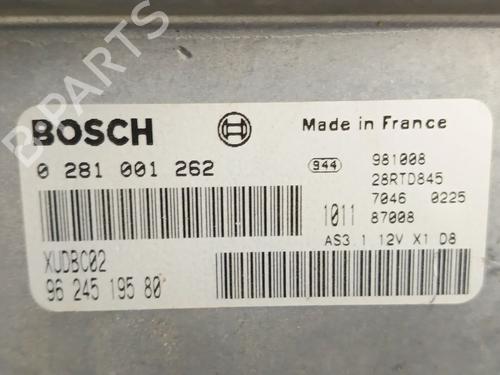 B-PARTS
BOSCH
Made in France
0 281 001 262
944 981008
28RTD845
7046 0225
1011 87008
AS3 1 12V X1 D8
XUDBC02
96 245 195 80